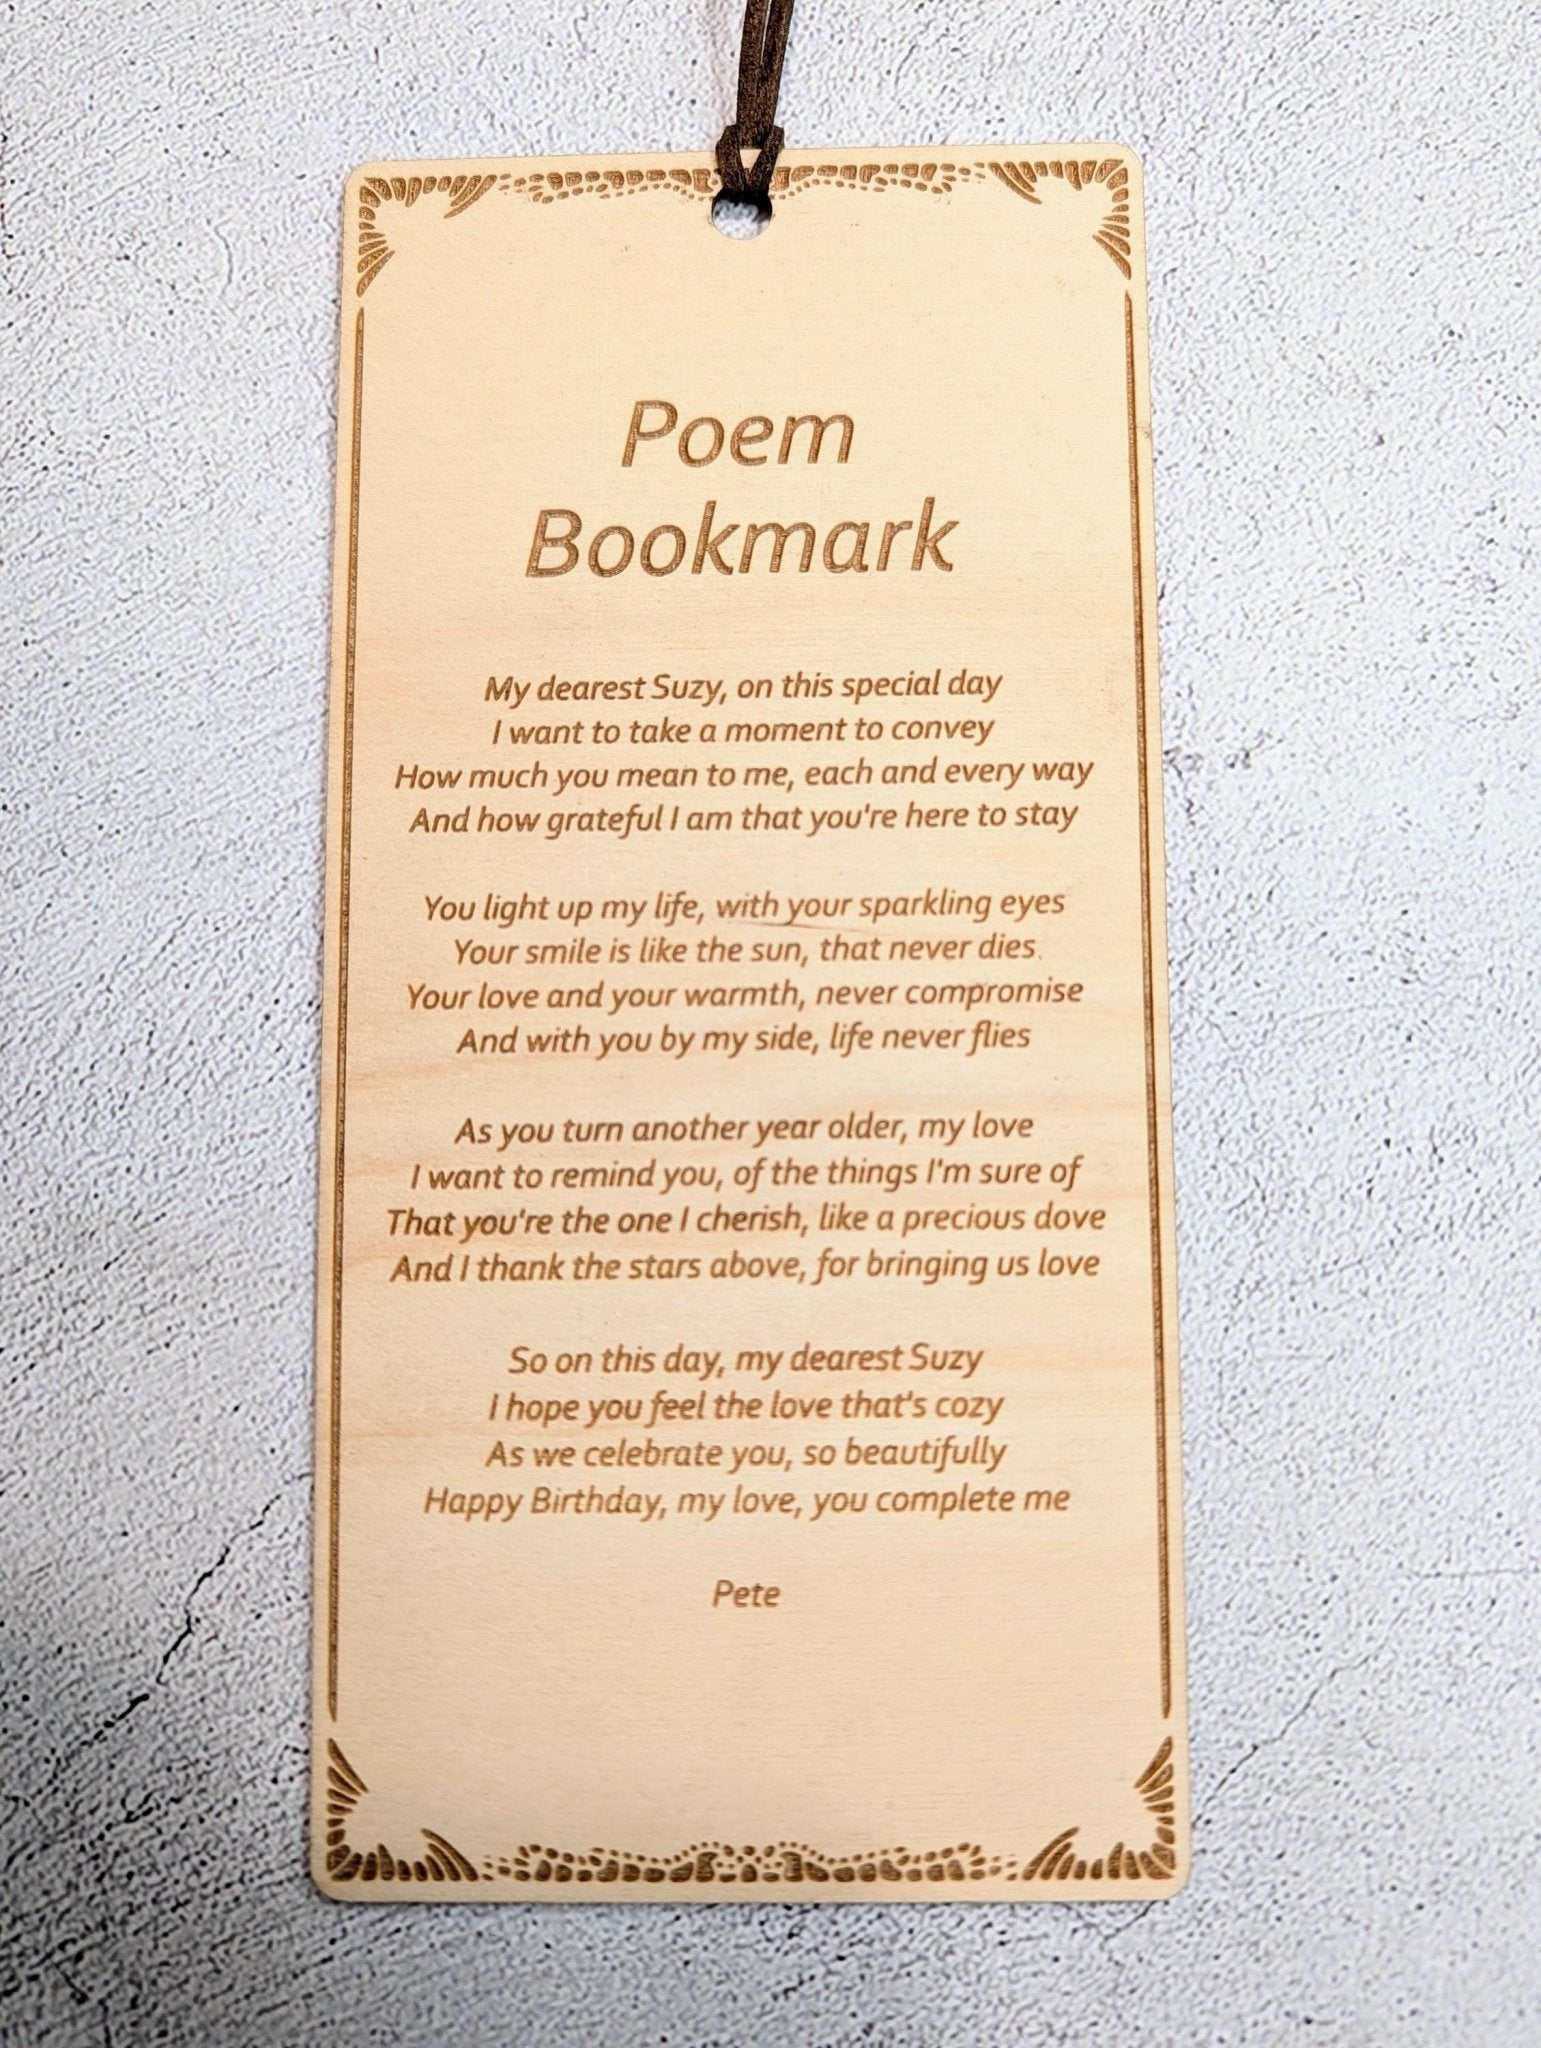 Poem
Bookmark
My dearest Suzy, on this special day
I want to take a moment to convey
How much you mean to me, each and every way
And how grateful I am that you're here to stay
You light up my life, with your sparkling eyes
Your smile is like the sun, that never dies.
Your love and your warmth, never compromise
And with you by my side, life never flies
As you turn another year older, my love
I want to remind you, of the things I'm sure of
That you're the one I cherish, like a precious dove
And I thank the stars above, for bringing us love
So on this day, my dearest Suzy
I hope you feel the love that's cozy
As we celebrate you, so beautifully
Happy Birthday, my love, you complete me
Pete